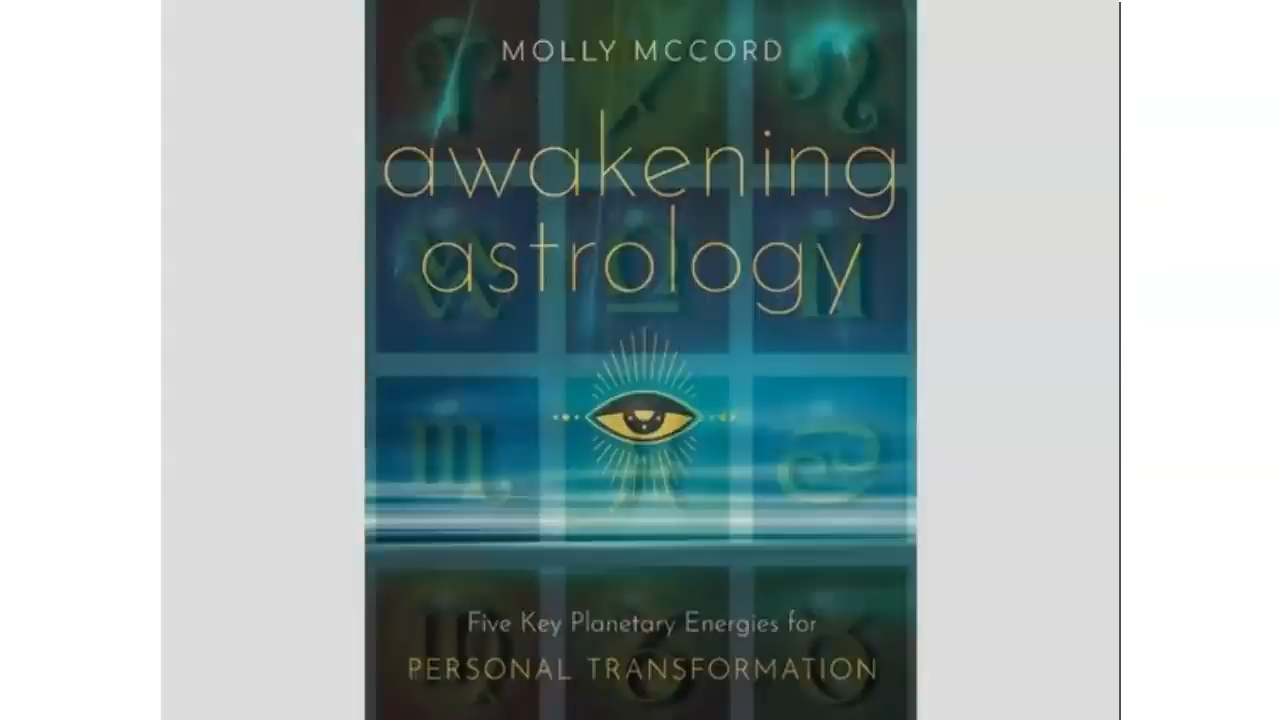 MOLLY MCCORD
awakening
astrology
Five Key Planetary Energies for
PERSONAL TRANSFORMATION